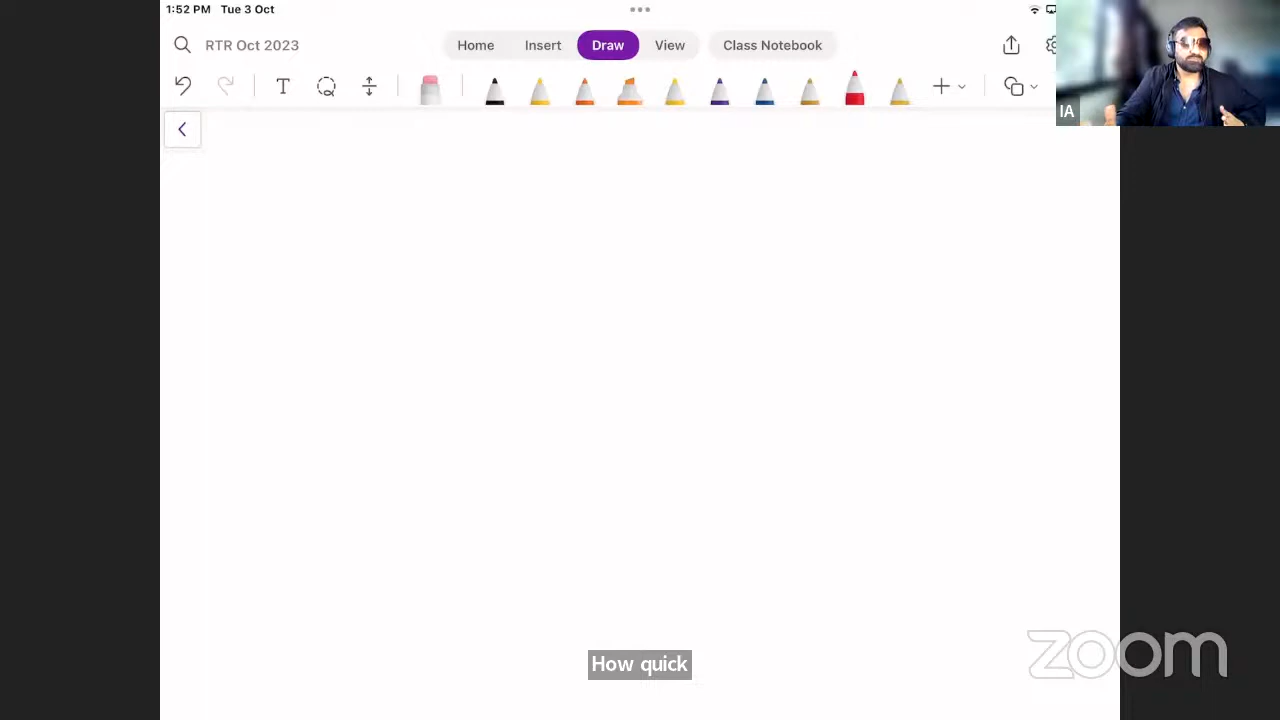 1:52 PM Tue 3 Oct
RTR Oct 2023
Home Insert Draw View Class Notebook
T
IA
How quick
zoom